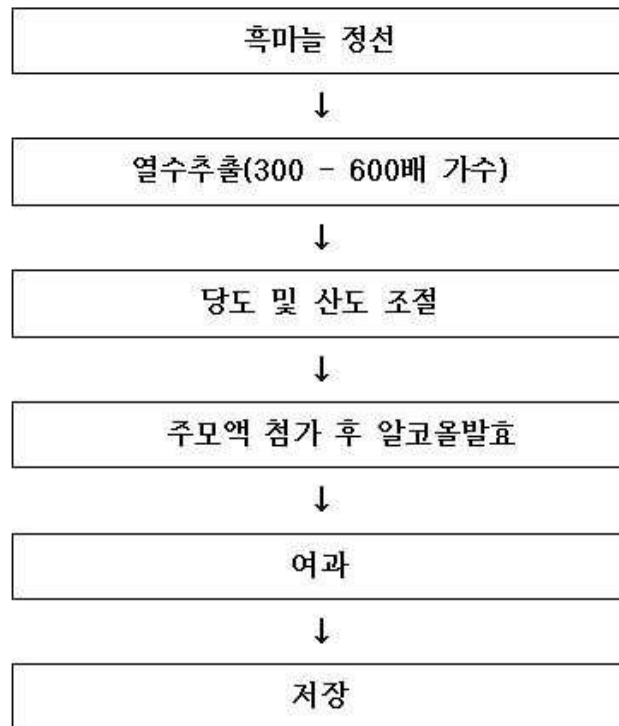 흑마늘 정선
↓
열수추출(300 - 600배 가수)
↓
당도 및 산도 조절
↓
주모액 첨가 후 알코올발효
↓
여과
↓
저장